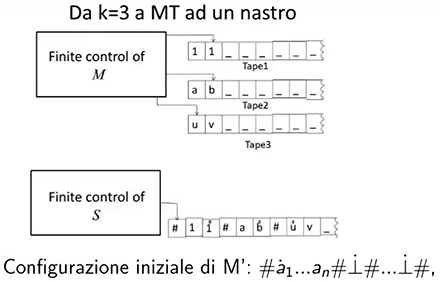 Da k=3 a MT ad un nastro
Finite control of
M
1 1 _ _ _ _ _ _
Tape1
a b _ _ _ _ _ _
Tape2
u v _ _ _ _ _ _
Tape3
Finite control of
S
# 1 1̊ # a b̊ # ů v _
Configurazione iniziale di M': #ȧ₁...aₙ#⊥̇#...⊥̇#,